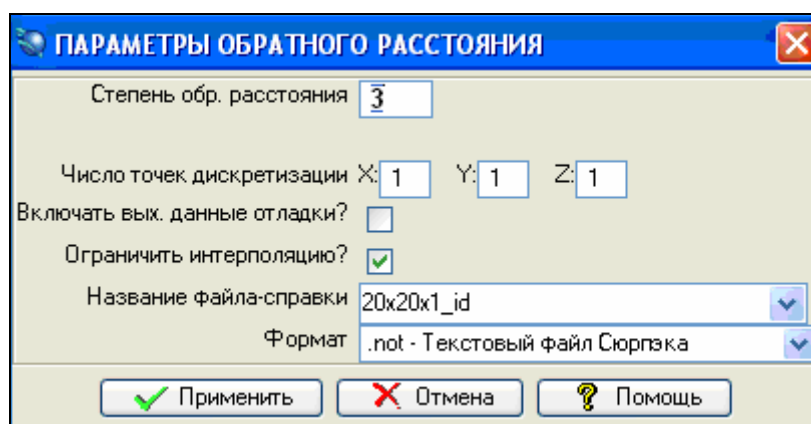 ПАРАМЕТРЫ ОБРАТНОГО РАССТОЯНИЯ
Степень обр. расстояния 3
Число точек дискретизации X: 1 Y: 1 Z: 1
Включать вых. данные отладки?
Ограничить интерполяцию?
Название файла-справки 20x20x1_id
Формат .not - Текстовый файл Сюрпэка
Применить Отмена Помощь